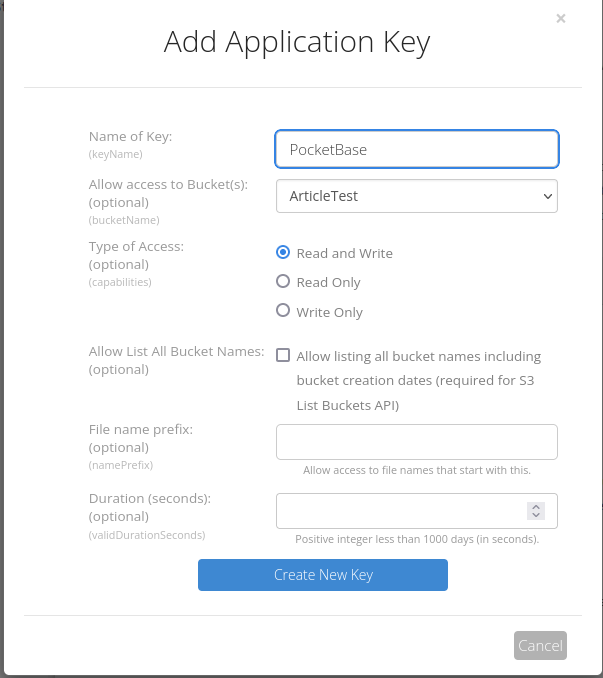 ×
Add Application Key
Name of Key:
(keyName)
PocketBase
Allow access to Bucket(s):
(optional)
(bucketName)
ArticleTest
Type of Access:
(optional)
(capabilities)
Read and Write
Read Only
Write Only
Allow List All Bucket Names:
(optional)
Allow listing all bucket names including
bucket creation dates (required for S3
List Buckets API)
File name prefix:
(optional)
(namePrefix)
Allow access to file names that start with this.
Duration (seconds):
(optional)
(validDurationSeconds)
Positive integer less than 1000 days (in seconds).
Create New Key
Cancel